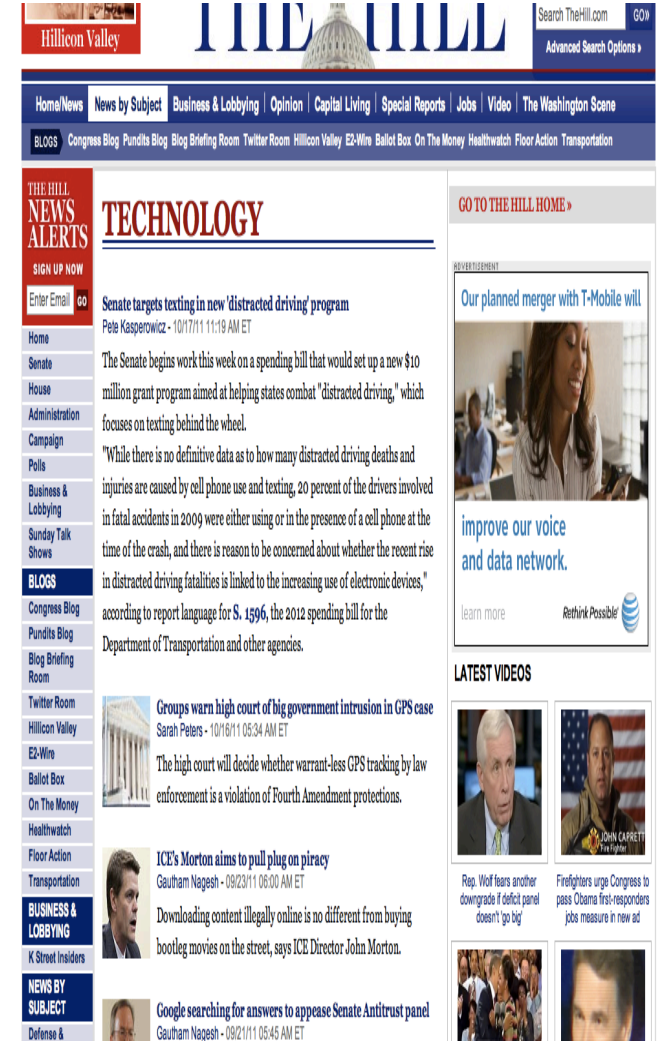 Hillicon Valley
THE HILL
Search TheHill.com GO»
Advanced Search Options »
Home/News News by Subject Business & Lobbying Opinion Capital Living Special Reports Jobs Video The Washington Scene
BLOGS Congress Blog Pundits Blog Blog Briefing Room Twitter Room Hillicon Valley E2-Wire Ballot Box On The Money Healthwatch Floor Action Transportation
THE HILL
NEWS
ALERTS
SIGN UP NOW
Enter Email GO
Home
Senate
House
Administration
Campaign
Polls
Business &
Lobbying
Sunday Talk
Shows
BLOGS
Congress Blog
Pundits Blog
Blog Briefing
Room
Twitter Room
Hillicon Valley
E2-Wire
Ballot Box
On The Money
Healthwatch
Floor Action
Transportation
BUSINESS &
LOBBYING
K Street Insiders
NEWS BY
SUBJECT
Defense &
TECHNOLOGY
Senate targets texting in new 'distracted driving' program
Pete Kasperowicz - 10/17/11 11:19 AM ET
The Senate begins work this week on a spending bill that would set up a new $10
million grant program aimed at helping states combat "distracted driving," which
focuses on texting behind the wheel.
"While there is no definitive data as to how many distracted driving deaths and
injuries are caused by cell phone use and texting, 20 percent of the drivers involved
in fatal accidents in 2009 were either using or in the presence of a cell phone at the
time of the crash, and there is reason to be concerned about whether the recent rise
in distracted driving fatalities is linked to the increasing use of electronic devices,"
according to report language for S. 1596, the 2012 spending bill for the
Department of Transportation and other agencies.
Groups warn high court of big government intrusion in GPS case
Sarah Peters - 10/16/11 05:34 AM ET
The high court will decide whether warrant-less GPS tracking by law
enforcement is a violation of Fourth Amendment protections.
ICE's Morton aims to pull plug on piracy
Gautham Nagesh - 09/23/11 06:00 AM ET
Downloading content illegally online is no different from buying
bootleg movies on the street, says ICE Director John Morton.
Google searching for answers to appease Senate Antitrust panel
Gautham Nagesh - 09/21/11 05:45 AM ET
GO TO THE HILL HOME »
ADVERTISEMENT
Our planned merger with T-Mobile will
improve our voice
and data network.
learn more Rethink Possible
LATEST VIDEOS
JOHN CAPRETT
Fire Fighter
Rep. Wolf fears another
downgrade if deficit panel
doesn't 'go big'
Firefighters urge Congress to
pass Obama first-responders
jobs measure in new ad